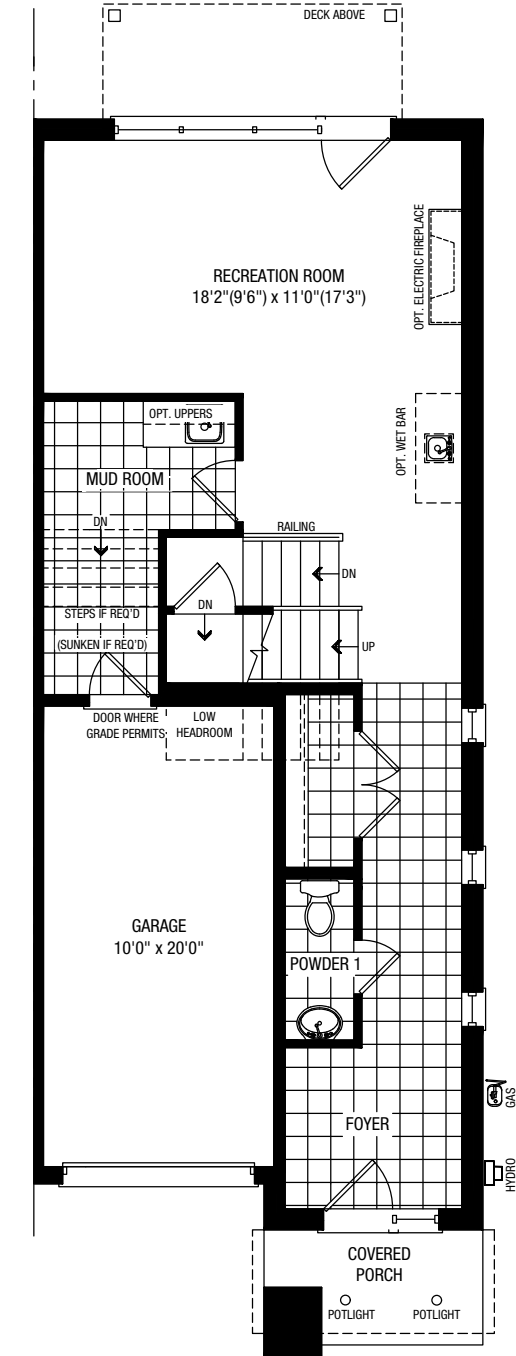 DECK ABOVE
OPT. ELECTRIC FIREPLACE
RECREATION ROOM
18'2"(9'6") x 11'0"(17'3")
OPT. UPPERS
OPT. WET BAR
MUD ROOM
DN
RAILING
DN
DN
STEPS IF REQ'D
(SUNKEN IF REQ'D)
UP
DOOR WHERE
GRADE PERMITS
LOW
HEADROOM
GARAGE
10'0" x 20'0"
POWDER 1
FOYER
GAS
HYDRO
COVERED
PORCH
POTLIGHT
POTLIGHT